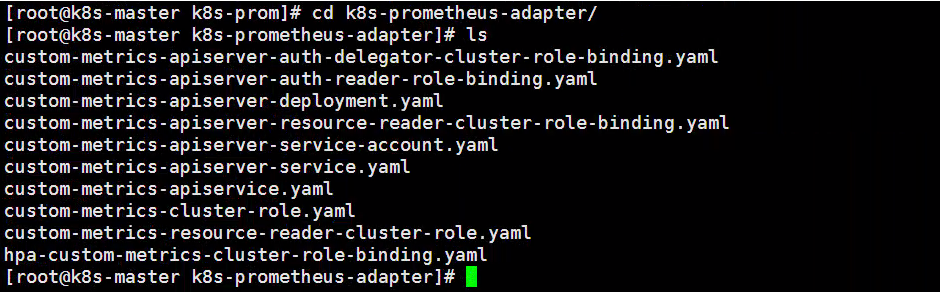 [root@k8s-master k8s-prom]# cd k8s-prometheus-adapter/
[root@k8s-master k8s-prometheus-adapter]# ls
custom-metrics-apiserver-auth-delegator-cluster-role-binding.yaml
custom-metrics-apiserver-auth-reader-role-binding.yaml
custom-metrics-apiserver-deployment.yaml
custom-metrics-apiserver-resource-reader-cluster-role-binding.yaml
custom-metrics-apiserver-service-account.yaml
custom-metrics-apiserver-service.yaml
custom-metrics-apiservice.yaml
custom-metrics-cluster-role.yaml
custom-metrics-resource-reader-cluster-role.yaml
hpa-custom-metrics-cluster-role-binding.yaml
[root@k8s-master k8s-prometheus-adapter]#